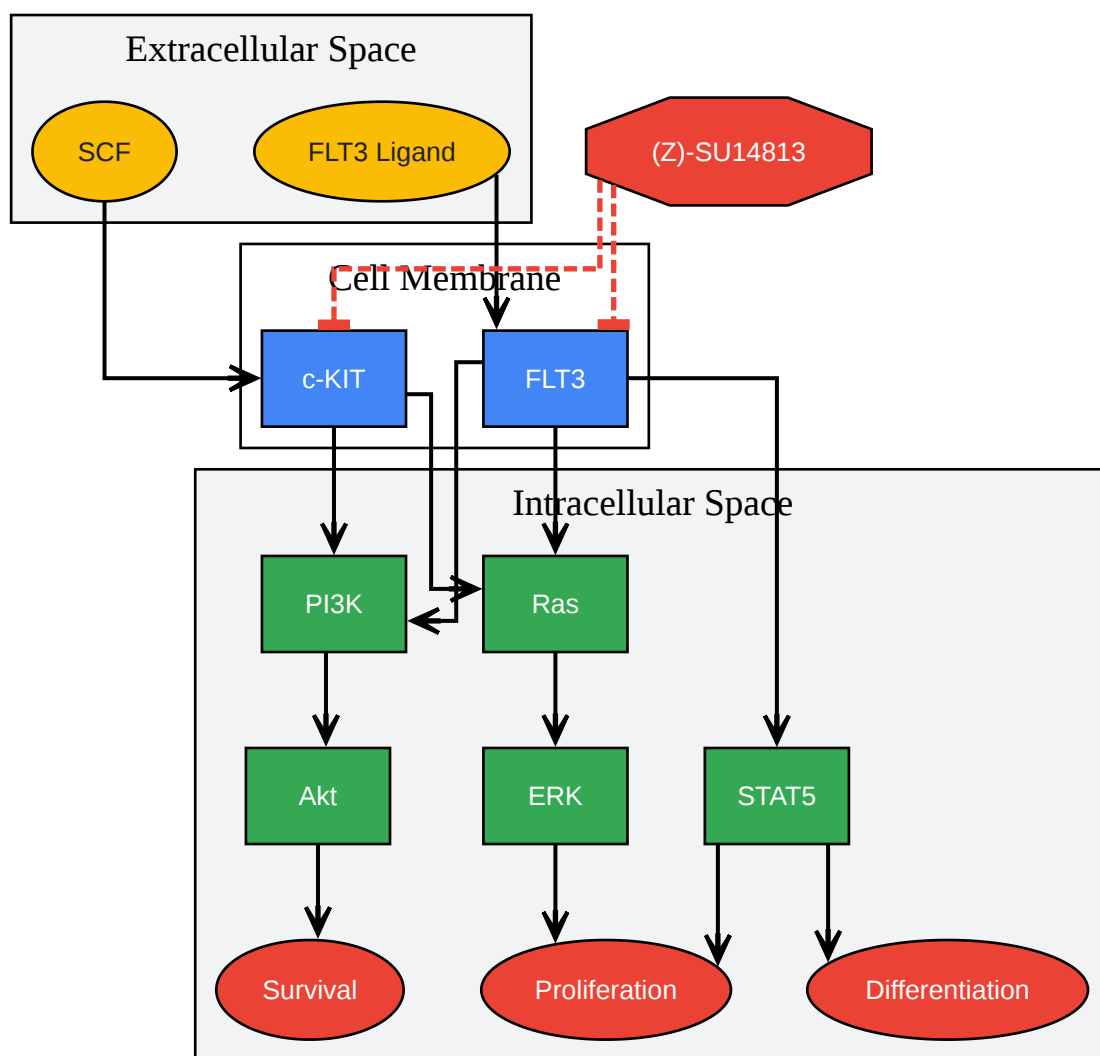 Extracellular Space
SCF
FLT3 Ligand
(Z)-SU14813
Cell Membrane
c-KIT
FLT3
Intracellular Space
PI3K
Ras
Akt
ERK
STAT5
Survival
Proliferation
Differentiation